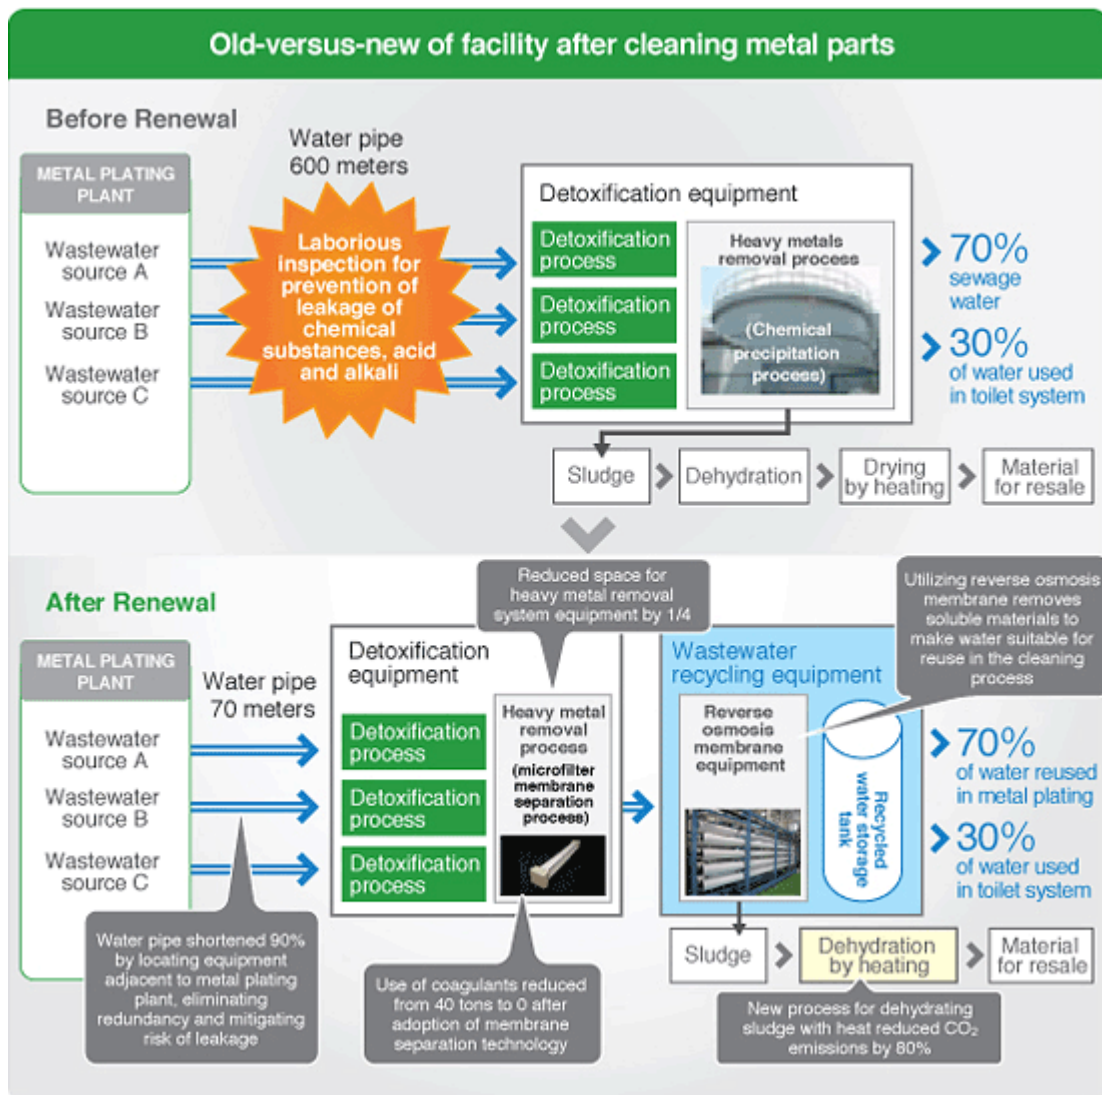 Old-versus-new of facility after cleaning metal parts
Before Renewal
METAL PLATING
PLANT
Wastewater
source A
Wastewater
source B
Wastewater
source C
Water pipe
600 meters
Laborious
inspection for
prevention of
leakage of
chemical
substances, acid
and alkali
Detoxification equipment
Detoxification
process
Detoxification
process
Detoxification
process
Heavy metals
removal process
(Chemical
precipitation
process)
70%
sewage
water
30%
of water used
in toilet system
Sludge
Dehydration
Drying
by heating
Material
for resale
After Renewal
METAL PLATING
PLANT
Wastewater
source A
Wastewater
source B
Wastewater
source C
Water pipe
70 meters
Water pipe shortened 90%
by locating equipment
adjacent to metal plating
plant, eliminating
redundancy and mitigating
risk of leakage
Detoxification
equipment
Detoxification
process
Detoxification
process
Detoxification
process
Reduced space for
heavy metal removal
system equipment by 1/4
Heavy metal
removal
process
(microfilter
membrane
separation
process)
Use of coagulants reduced
from 40 tons to 0 after
adoption of membrane
separation technology
Wastewater
recycling equipment
Reverse
osmosis
membrane
equipment
Recycled
water storage
tank
Utilizing reverse osmosis
membrane removes
soluble materials to
make water suitable for
reuse in the cleaning
process
70%
of water reused
in metal plating
30%
of water used
in toilet system
Sludge
Dehydration
by heating
Material
for resale
New process for dehydrating
sludge with heat reduced CO₂
emissions by 80%